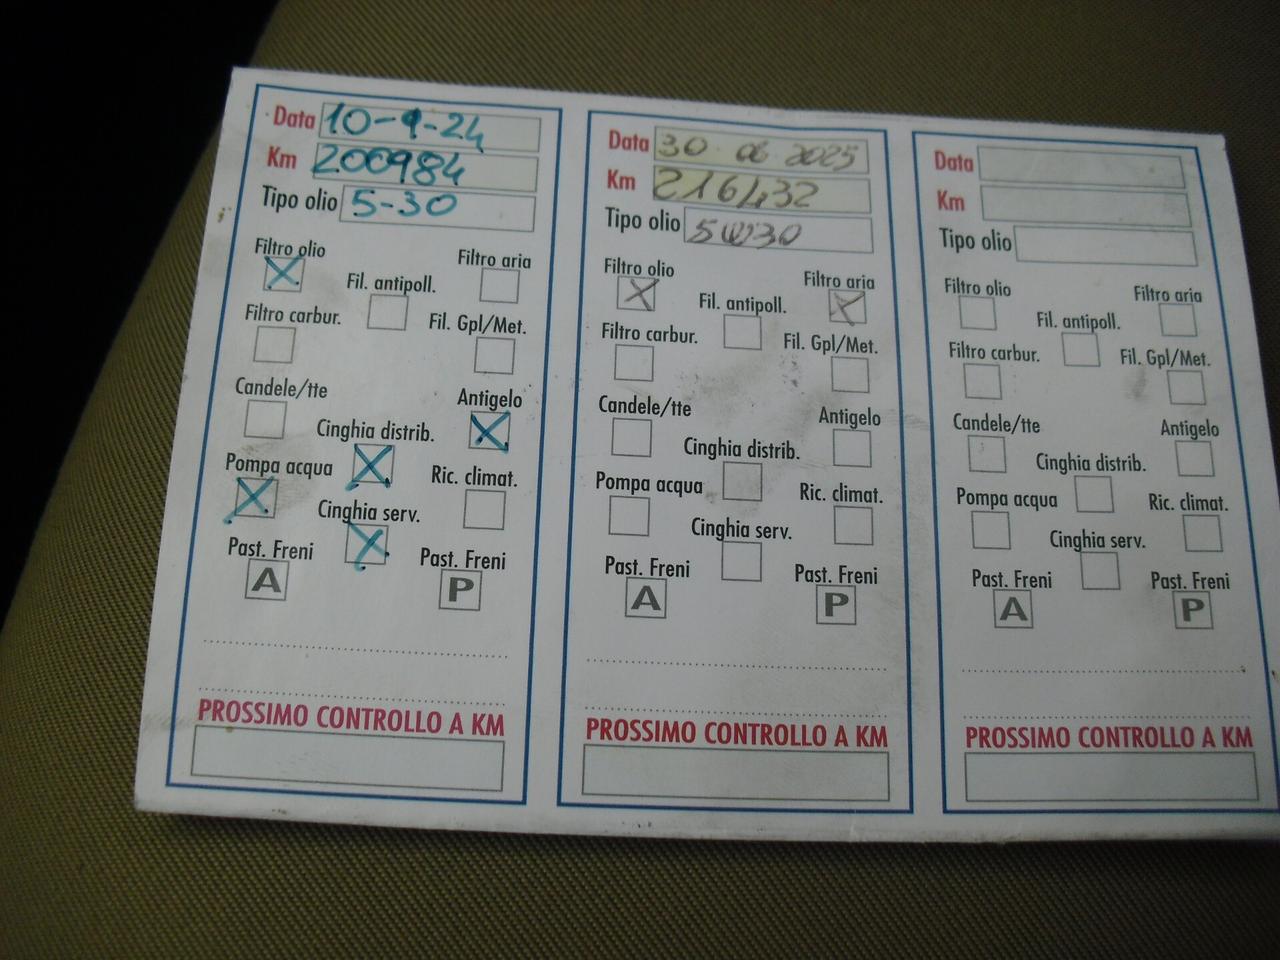 Data 10-9-24
Km 200984
Tipo olio 5-30
Filtro olio
Filtro aria
Fil. antipoll.
Filtro carbur.
Fil. Gpl/Met.
Candele/tte
Antigelo
Cinghia distrib.
Pompa acqua
Ric. climat.
Cinghia serv.
Past. Freni
Past. Freni
A
P
PROSSIMO CONTROLLO A KM
Data 30 06 2025
Km
Tipo olio 5W30
Filtro olio
Filtro aria
Fil. antipoll.
Filtro carbur.
Fil. Gpl/Met.
Candele/tte
Antigelo
Cinghia distrib.
Pompa acqua
Ric. climat.
Cinghia serv.
Past. Freni
Past. Freni
A
P
PROSSIMO CONTROLLO A KM
Data
Km
Tipo olio
Filtro olio
Filtro aria
Fil. antipoll.
Filtro carbur.
Fil. Gpl/Met.
Candele/tte
Antigelo
Cinghia distrib.
Pompa acqua
Ric. climat.
Cinghia serv.
Past. Freni
Past. Freni
A
P
PROSSIMO CONTROLLO A KM